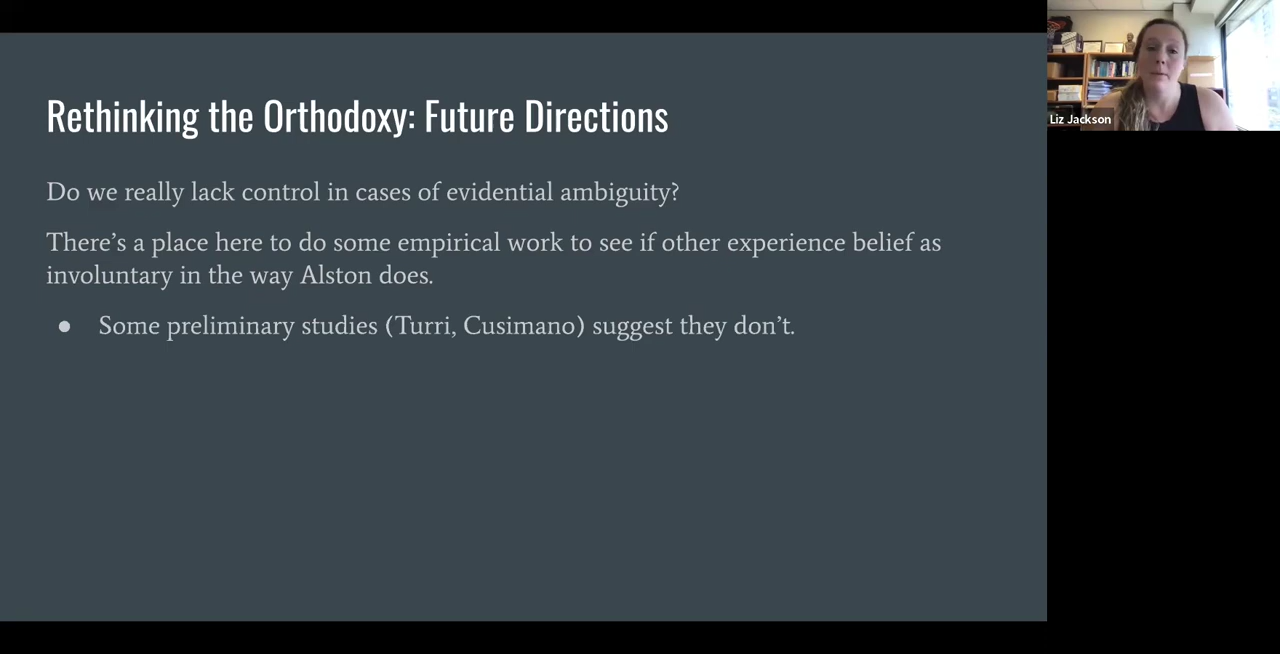 Rethinking the Orthodoxy: Future Directions
Do we really lack control in cases of evidential ambiguity?
There’s a place here to do some empirical work to see if other experience belief as
involuntary in the way Alston does.
● Some preliminary studies (Turri, Cusimano) suggest they don’t.
Liz Jackson